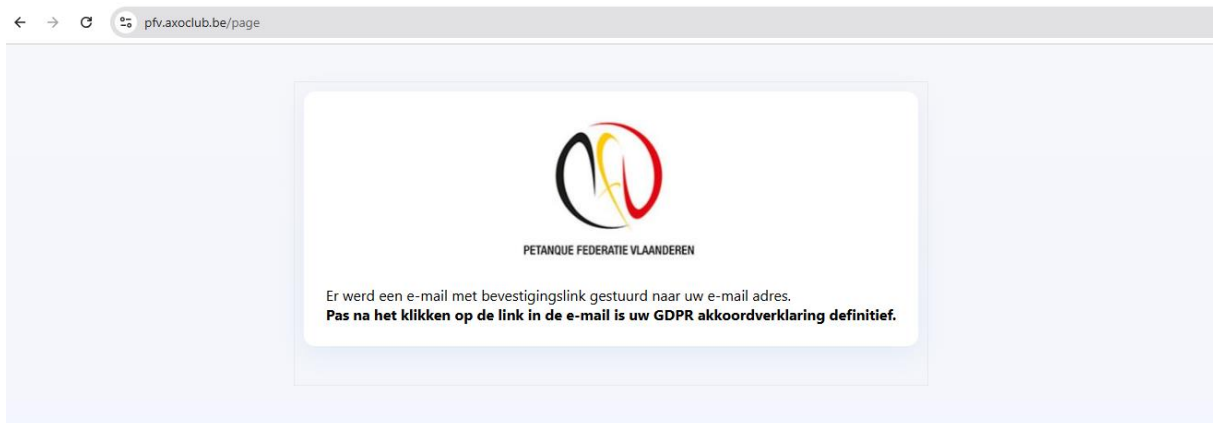 pfv.axoclub.be/page
PETANQUE FEDERATIE VLAANDEREN
Er werd een e-mail met bevestigingslink gestuurd naar uw e-mail adres.
Pas na het klikken op de link in de e-mail is uw GDPR akkoordverklaring definitief.